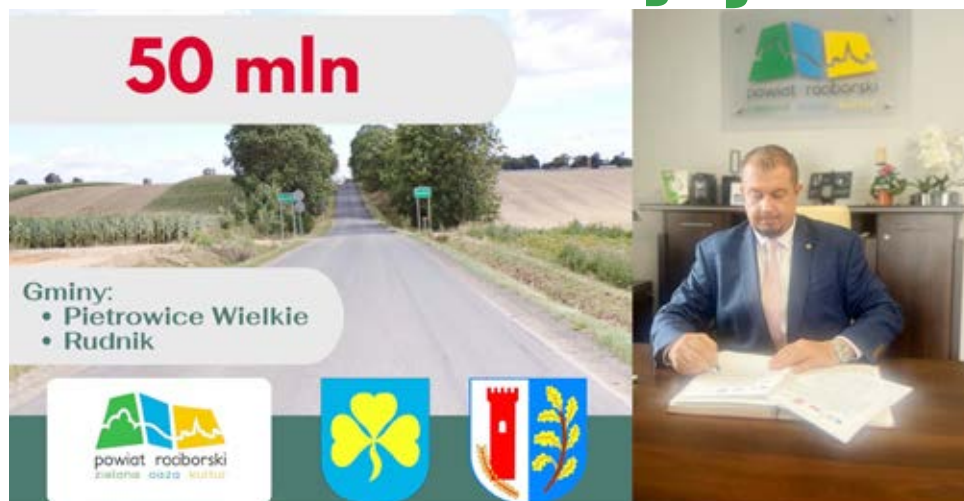 50 mln
Gminy:
• Pietrowice Wielkie
• Rudnik
powiat raciborski
zielona oaza kultur
powiat raciborski